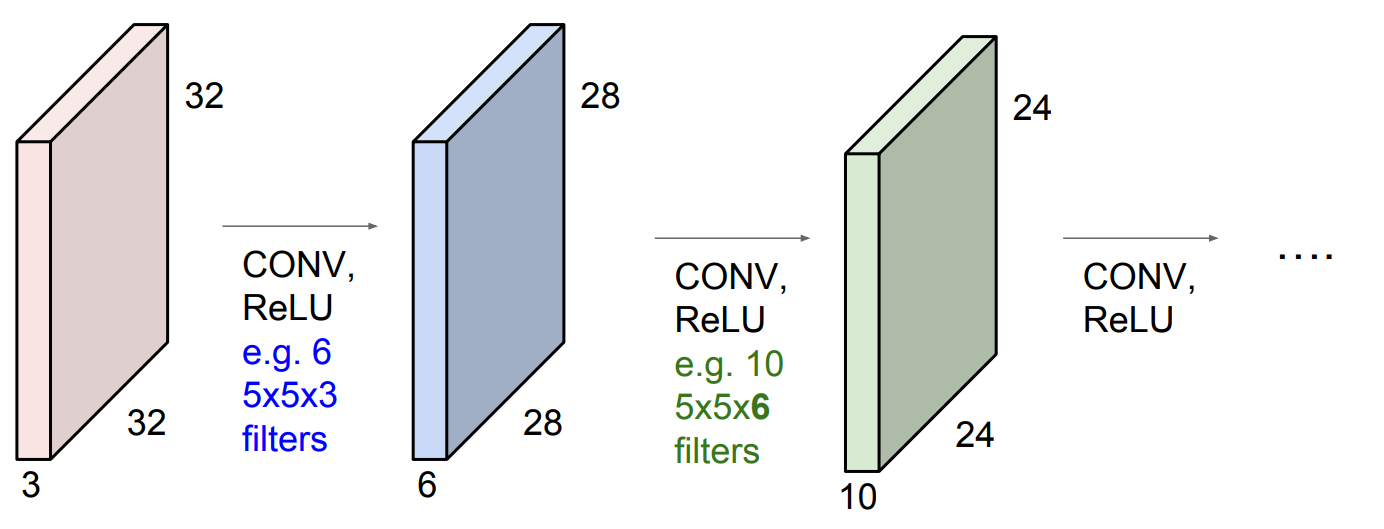 32
32
3
CONV,
ReLU
e.g. 6
5x5x3
filters
28
28
6
CONV,
ReLU
e.g. 10
5x5x6
filters
24
24
10
CONV,
ReLU
....